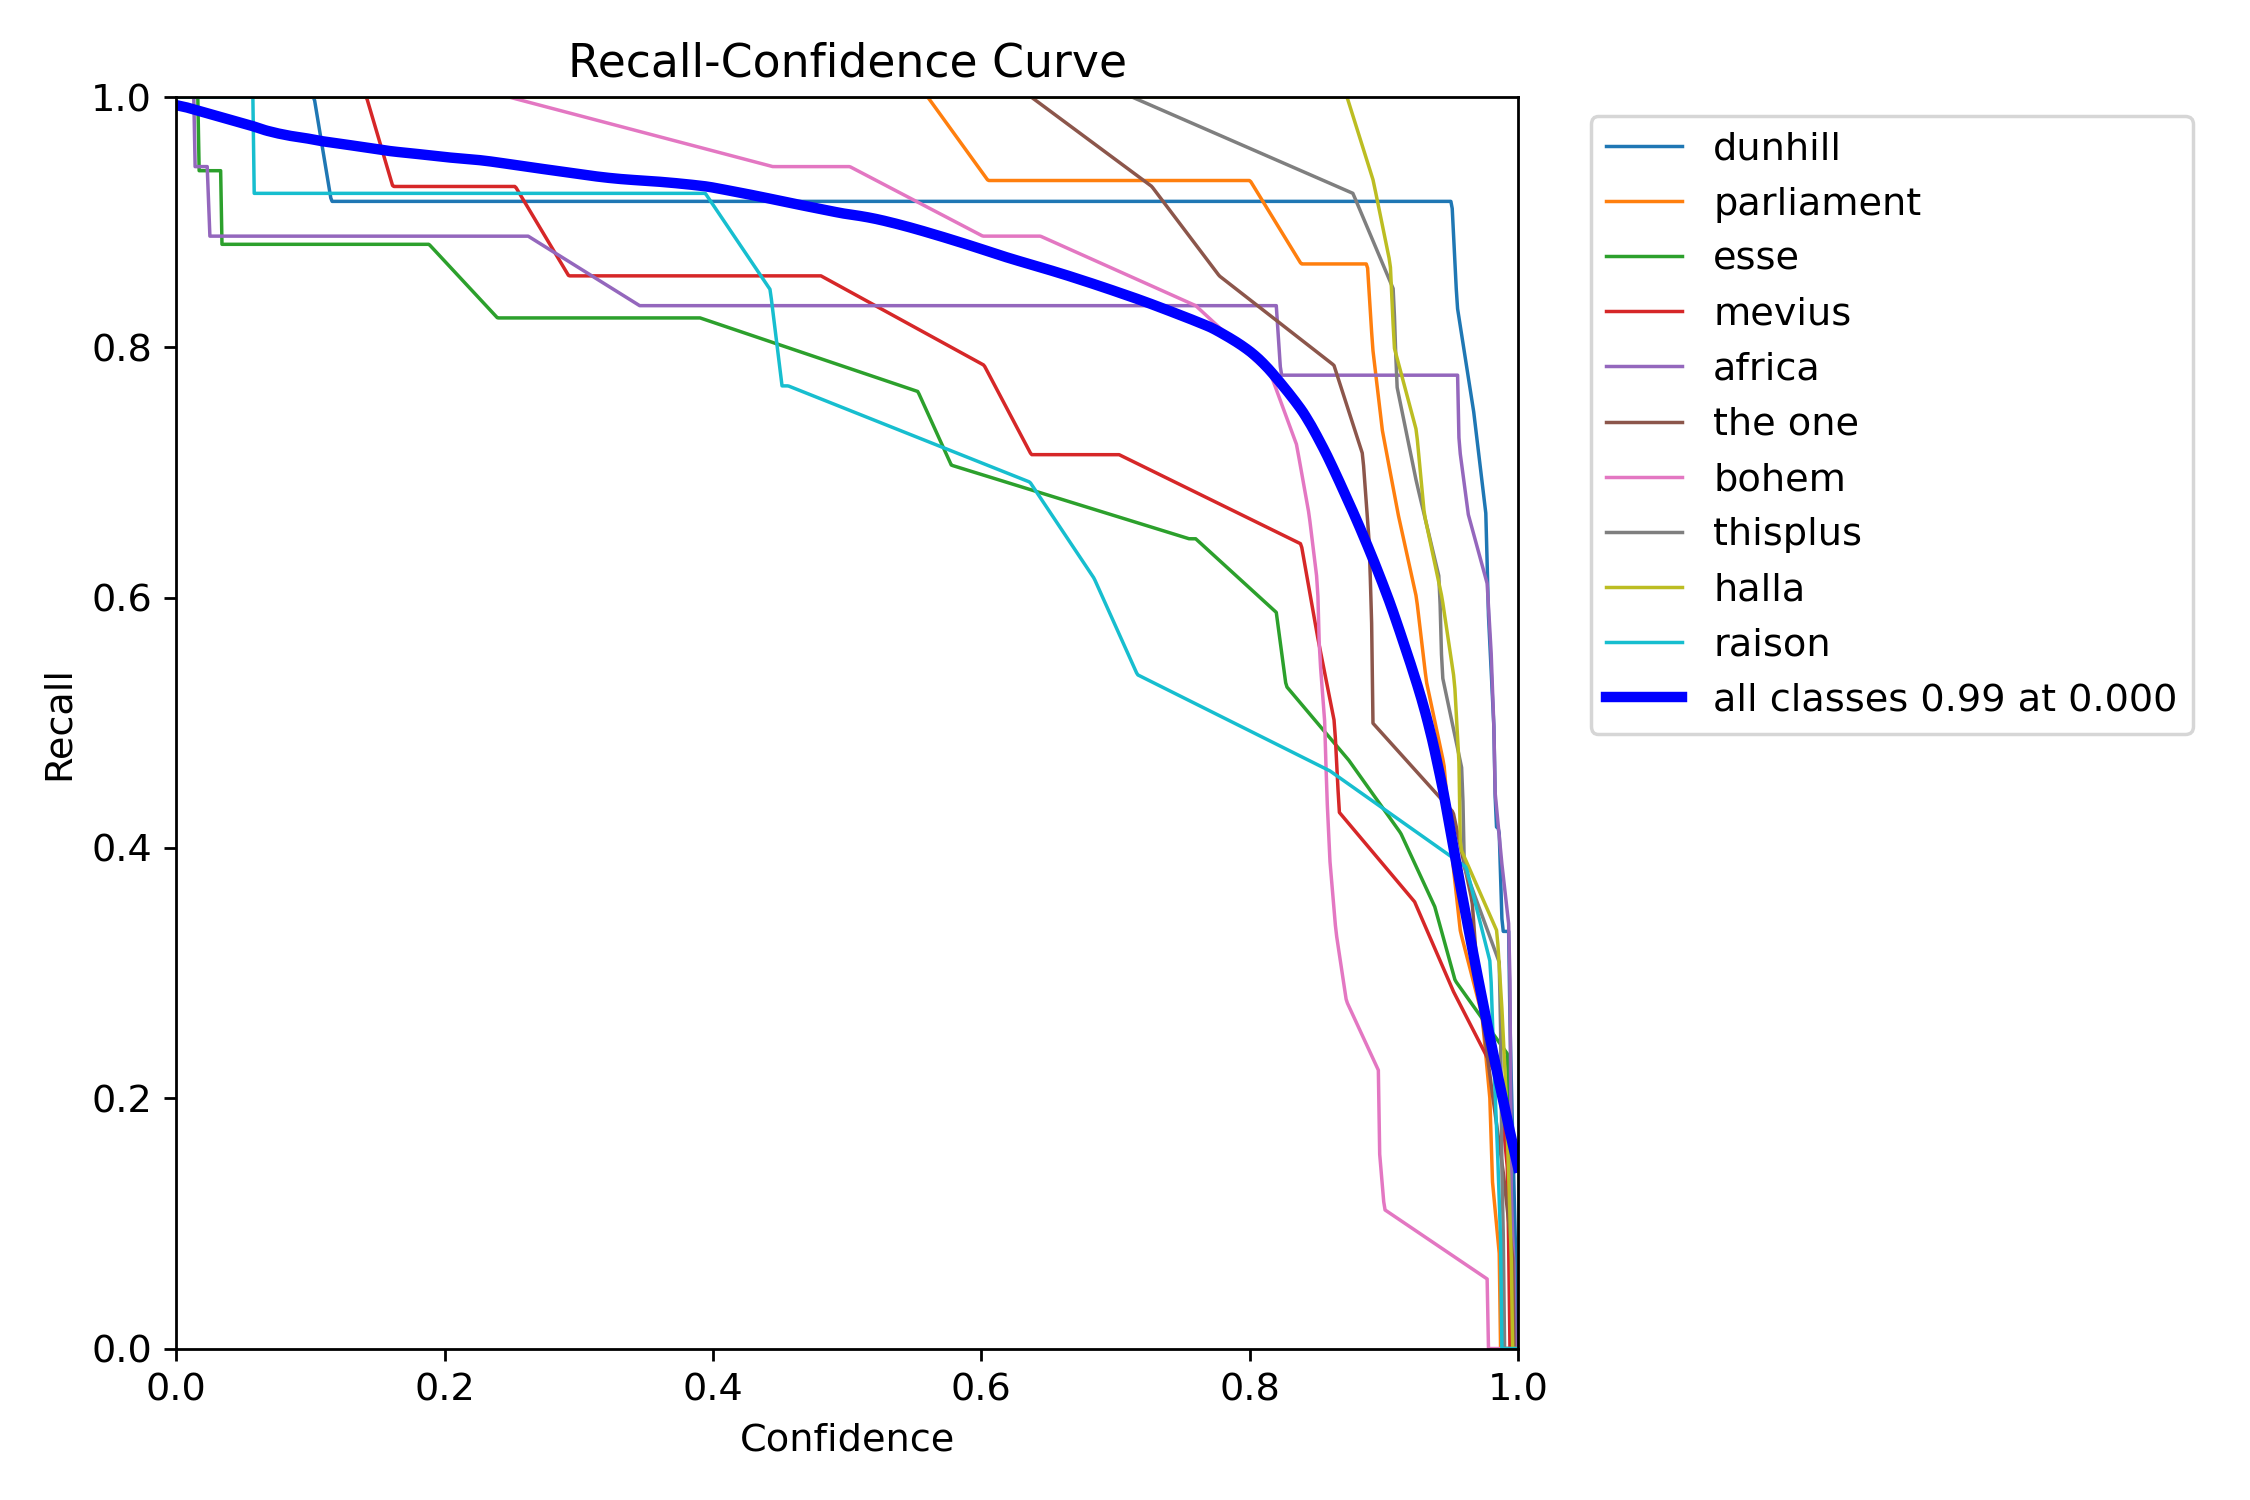 Recall-Confidence Curve
1.0
0.8
0.6
0.4
0.2
0.0
Recall
0.0 0.2 0.4 0.6 0.8 1.0
Confidence
dunhill
parliament
esse
mevius
africa
the one
bohem
thisplus
halla
raison
all classes 0.99 at 0.000